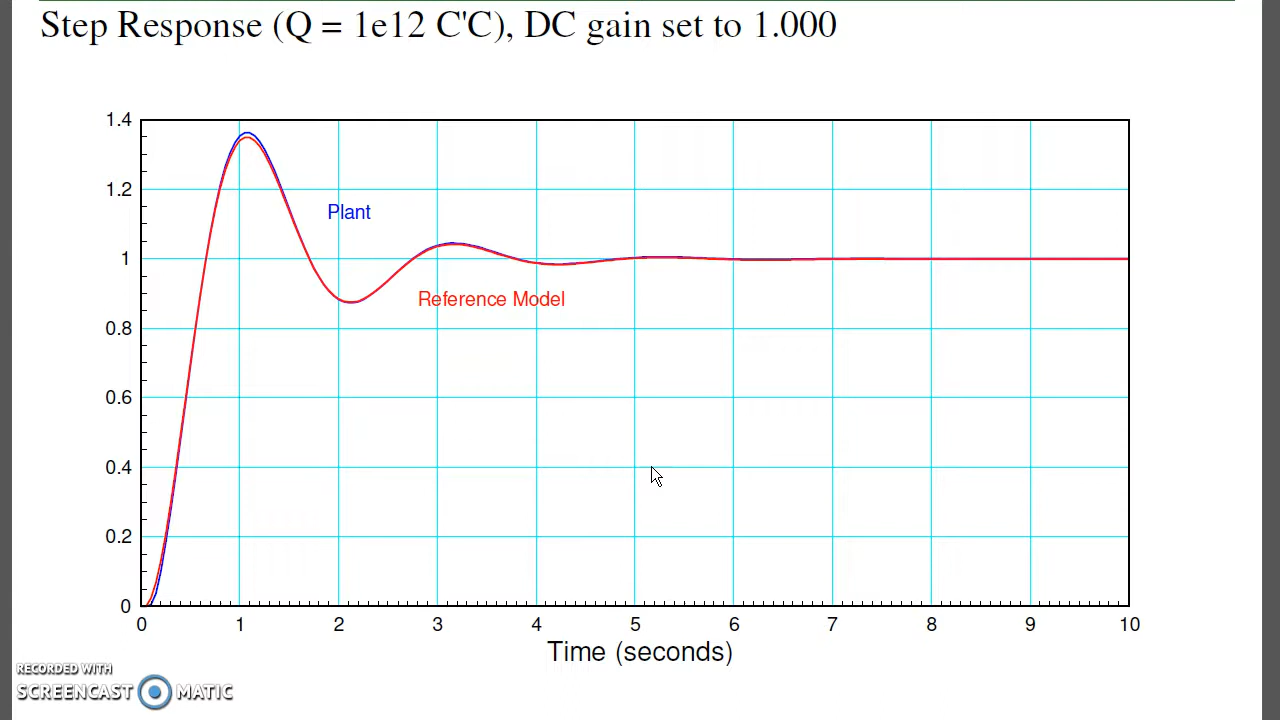 Step Response (Q = 1e12 C'C), DC gain set to 1.000
1.4
1.2
Plant
1
Reference Model
0.8
0.6
0.4
0.2
0
0 1 2 3 4 5 6 7 8 9 10
Time (seconds)
RECORDED WITH
SCREENCAST MATIC